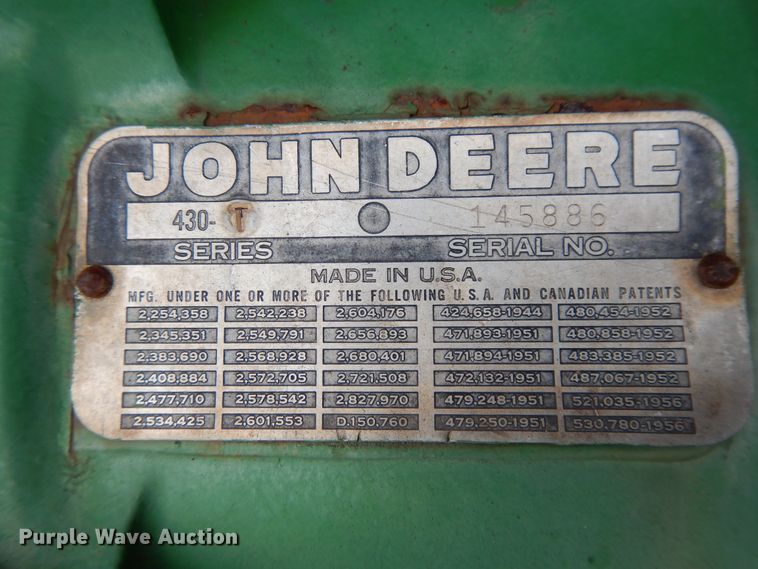 JOHN DEERE
430- T 145886
SERIES SERIAL NO.
MADE IN U.S.A.
MFG. UNDER ONE OR MORE OF THE FOLLOWING U.S.A. AND CANADIAN PATENTS
2,254,358 2,542,238 2,604,176 424,658-1944 480,454-1952
2,345,351 2,549,791 2,656,893 471,893-1951 480,858-1952
2,383,690 2,568,928 2,680,401 471,894-1951 483,385-1952
2,408,884 2,572,705 2,721,508 472,132-1951 487,067-1952
2,477,710 2,578,542 2,827,970 479,248-1951 521,035-1956
2,534,425 2,601,553 D.150,760 479,250-1951 530,780-1956
Purple Wave Auction